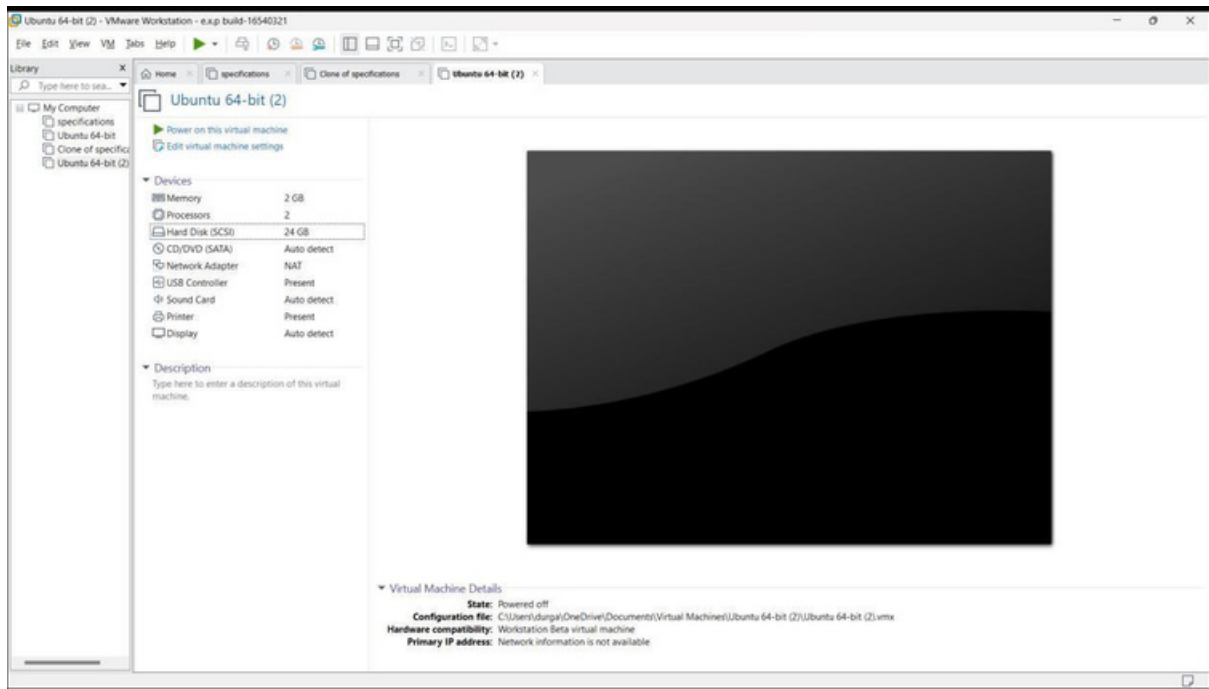 Ubuntu 64-bit (2) - VMware Workstation - e.x.p build-16540321
File Edit View VM Tabs Help
Library X
Type here to sea...
My Computer
specifications
Ubuntu 64-bit
Clone of specifica
Ubuntu 64-bit (2)
Home specifications Clone of specifications Ubuntu 64-bit (2)
Ubuntu 64-bit (2)
Power on this virtual machine
Edit virtual machine settings
Devices
Memory 2 GB
Processors 2
Hard Disk (SCSI) 24 GB
CD/DVD (SATA) Auto detect
Network Adapter NAT
USB Controller Present
Sound Card Auto detect
Printer Present
Display Auto detect
Description
Type here to enter a description of this virtual
machine.
Virtual Machine Details
State: Powered off
Configuration file: C:\Users\durga\OneDrive\Documents\Virtual Machines\Ubuntu 64-bit (2)\Ubuntu 64-bit (2).vmx
Hardware compatibility: Workstation Beta virtual machine
Primary IP address: Network information is not available